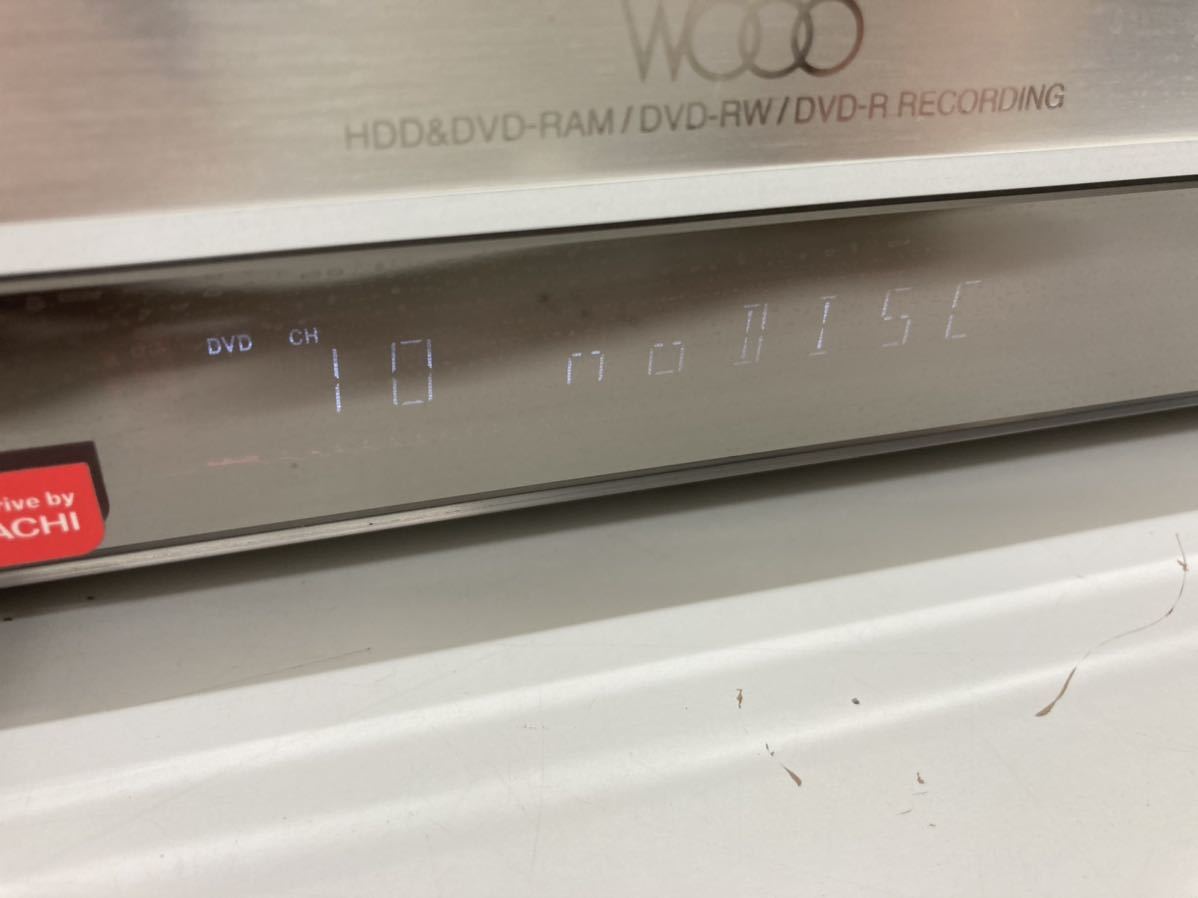 WOOO
HDD&DVD-RAM/DVD-RW/DVD-R RECORDING
DVD CH 10 no DISC
rive by
ACHI